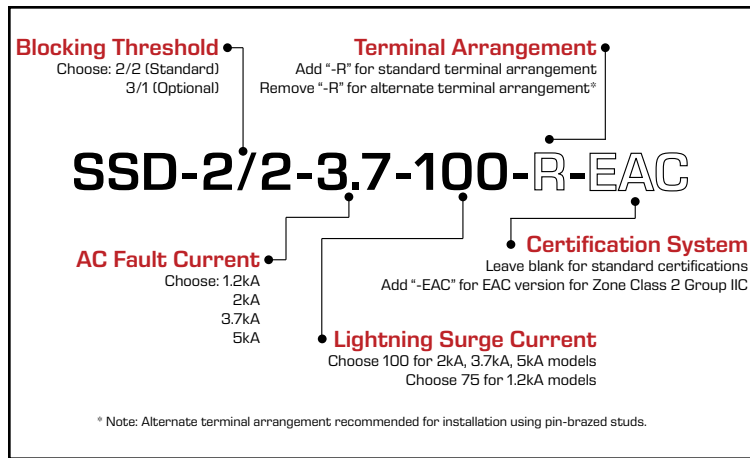 Blocking Threshold
Choose: 2/2 (Standard)
3/1 (Optional)
Terminal Arrangement
Add “-R” for standard terminal arrangement
Remove “-R” for alternate terminal arrangement*
SSD-2/2-3.7-100-R-EAC
AC Fault Current
Choose: 1.2kA
2kA
3.7kA
5kA
Certification System
Leave blank for standard certifications
Add “-EAC” for EAC version for Zone Class 2 Group IIC
Lightning Surge Current
Choose 100 for 2kA, 3.7kA, 5kA models
Choose 75 for 1.2kA models
* Note: Alternate terminal arrangement recommended for installation using pin-brazed studs.